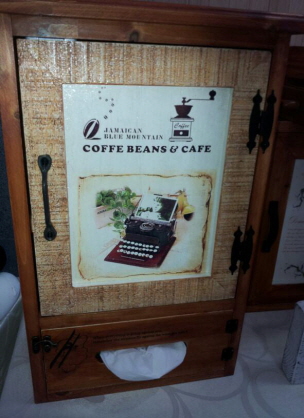 JAMAICAN
BLUE MOUNTAIN
COFFE BEANS & CAFE